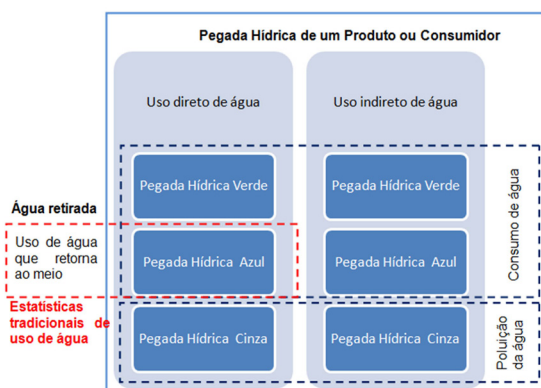 Pegada Hídrica de um Produto ou Consumidor
Uso direto de água
Uso indireto de água
Pegada Hídrica Verde
Pegada Hídrica Verde
Água retirada
Uso de água
que retorna
ao meio
Pegada Hídrica Azul
Pegada Hídrica Azul
Consumo de água
Estatísticas
tradicionais de
uso de água
Pegada Hídrica Cinza
Pegada Hídrica Cinza
Poluição
da água